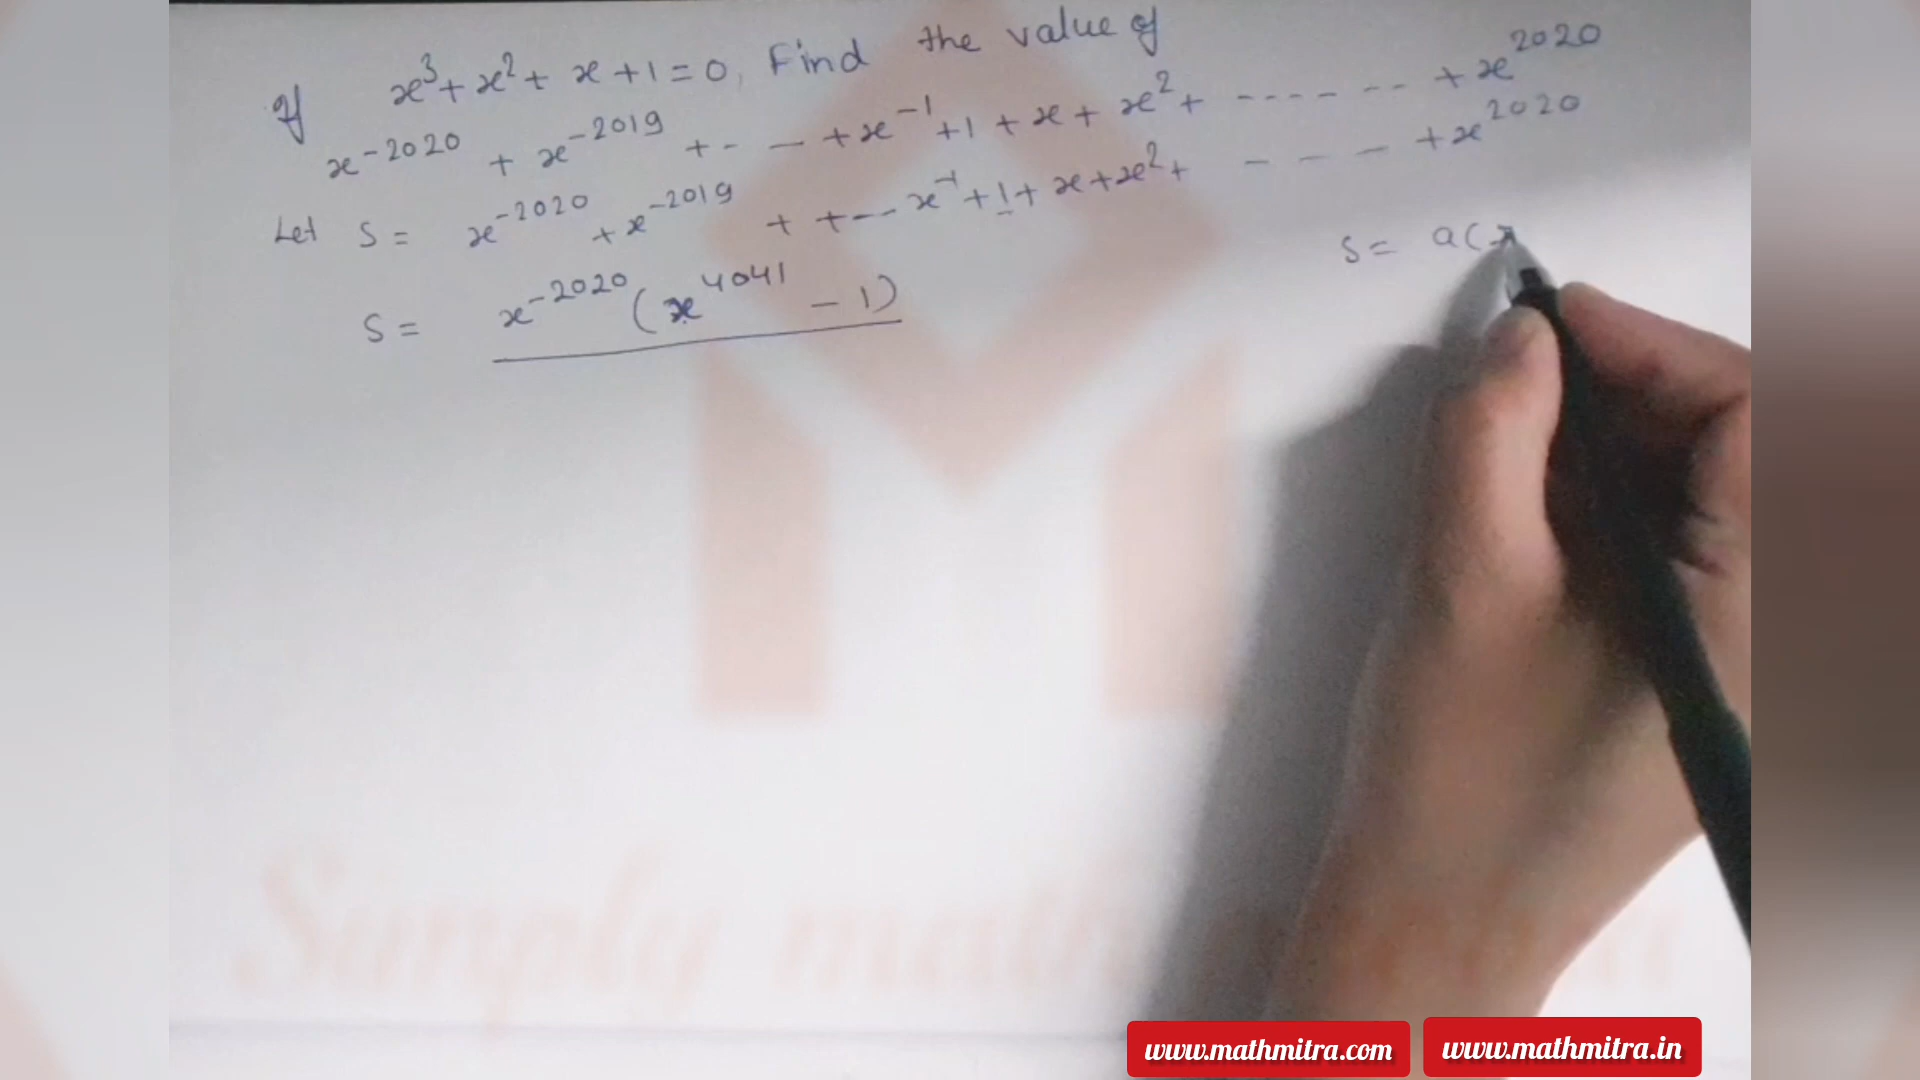 If x³ + x² + x + 1 = 0, Find the value of
x⁻²⁰²⁰ + x⁻²⁰¹⁹ + - — + x⁻¹ + 1 + x + x² + - - - - - - - + x²⁰²⁰
Let S = x⁻²⁰²⁰ + x⁻²⁰¹⁹ + + - — x⁻¹ + 1 + x + x² + - - - - + x²⁰²⁰
S = a(
S = x⁻²⁰²⁰ (x⁴⁰⁴¹ - 1)
Simply
www.mathmitra.com
www.mathmitra.in